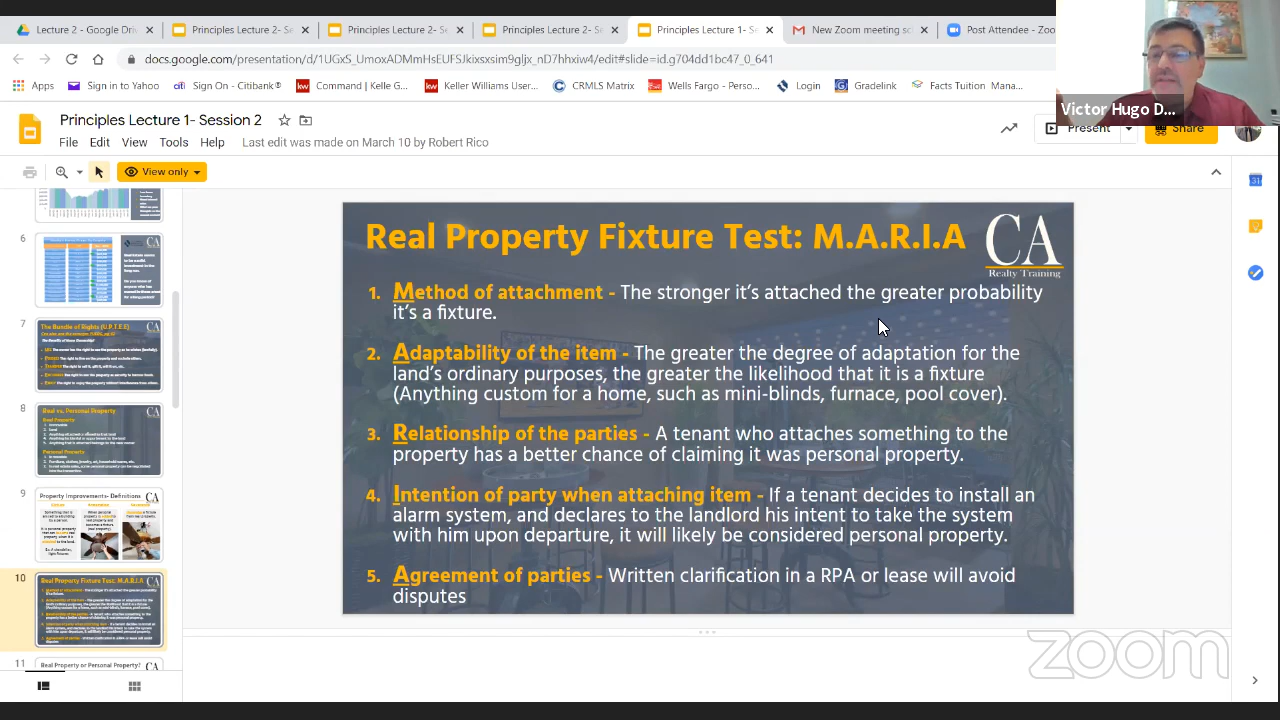 Lecture 2 - Google Driv
Principles Lecture 2- S
Principles Lecture 2- S
Principles Lecture 2- S
Principles Lecture 1- S
New Zoom meeting sc
Post Attendee - Zo
docs.google.com/presentation/d/
edit#slide=id.g704dd1bc47_0_641
Apps
Sign in to Yahoo
Sign On - Citibank®
Command | Kelle G...
Keller Williams User...
CRMLS Matrix
Wells Fargo - Perso...
Login
Gradelink
Facts Tuition Mana...
Victor Hugo D...
Principles Lecture 1- Session 2
File Edit View Tools Help
Last edit was made on March 10 by Robert Rico
Present
Share
View only
6
7
The Bundle of Rights (U.P.T.E.E)
8
Real vs. Personal Property
Real Property
Personal Property
9
Property Improvements- Definitions
10
Real Property Fixture Test: M.A.R.I.A
11
Real Property or Personal Property?
Real Property Fixture Test: M.A.R.I.A
CA
Realty Training
1. Method of attachment - The stronger it's attached the greater probability
it's a fixture.
2. Adaptability of the item - The greater the degree of adaptation in the
land's ordinary purposes, the greater the likelihood that it is a fixture
(Anything custom for a home, such as mini-blinds, furnace, pool cover).
3. Relationship of the parties - A tenant who attaches something to the
property has a better chance of claiming it was personal property.
4. Intention of party when attaching item - If a tenant decides to install an
alarm system, and declares to the landlord his intent to take the system
with him upon departure, it will likely be considered personal property.
5. Agreement of parties - Written clarification in a RPA or lease will avoid
disputes
zoom